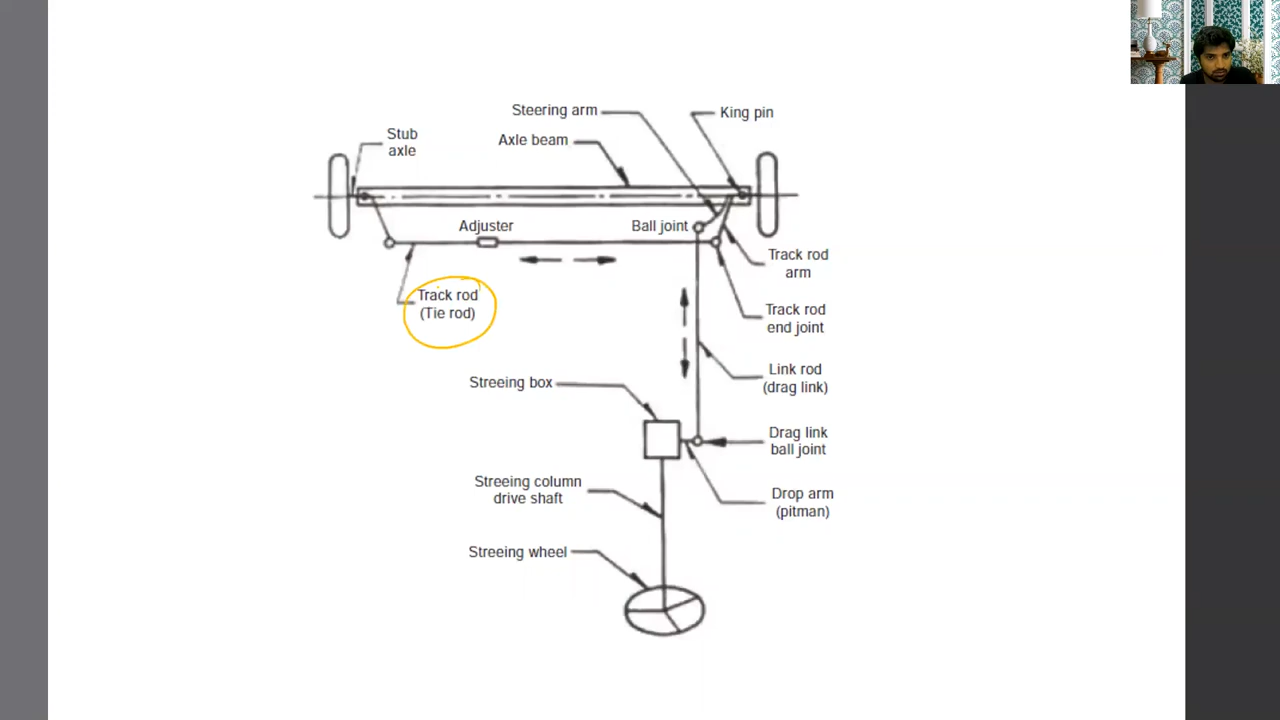 Steering arm
King pin
Stub
axle
Axle beam
Adjuster
Ball joint
Track rod
arm
Track rod
(Tie rod)
Track rod
end joint
Link rod
(drag link)
Streeing box
Drag link
ball joint
Streeing column
drive shaft
Drop arm
(pitman)
Streeing wheel